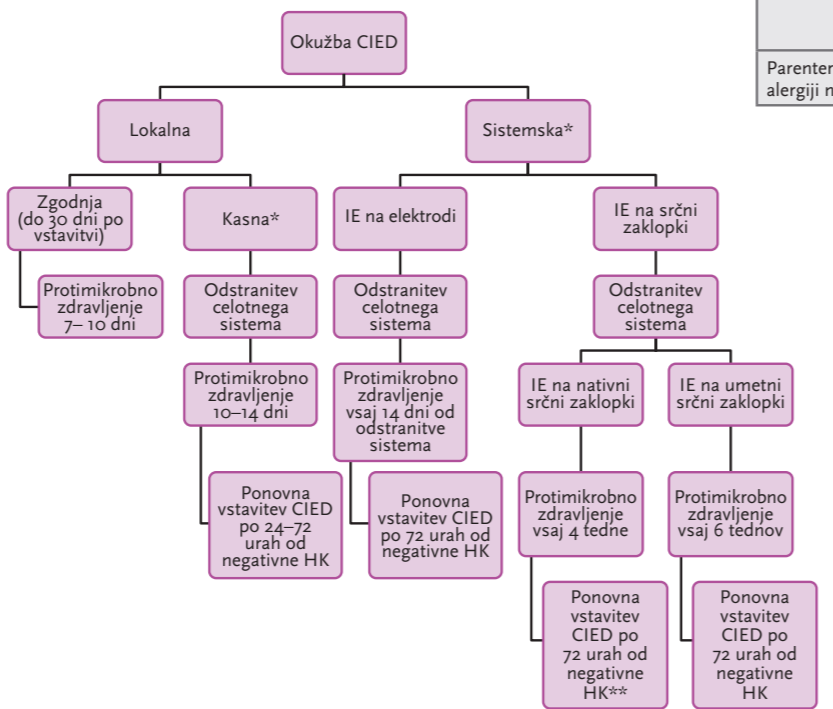 Okužba CIED
Parenter
alergiji n
Lokalna
Sistemska*
Zgodnja
(do 30 dni po
vstavitvi)
Kasna*
IE na elektrodi
IE na srčni
zaklopki
Protimikrobno
zdravljenje
7– 10 dni
Odstranitev
celotnega
sistema
Odstranitev
celotnega
sistema
Odstranitev
celotnega
sistema
Protimikrobno
zdravljenje
10–14 dni
Protimikrobno
zdravljenje
vsaj 14 dni od
odstranitve
sistema
IE na nativni
srčni zaklopki
IE na umetni
srčni zaklopki
Ponovna
vstavitev CIED
po 24–72
urah od
negativne HK
Ponovna
vstavitev CIED
po 72 urah od
negativne HK
Protimikrobno
zdravljenje
vsaj 4 tedne
Protimikrobno
zdravljenje
vsaj 6 tednov
Ponovna
vstavitev
CIED po
72 urah od
negativne
HK**
Ponovna
vstavitev
CIED po
72 urah od
negativne
HK